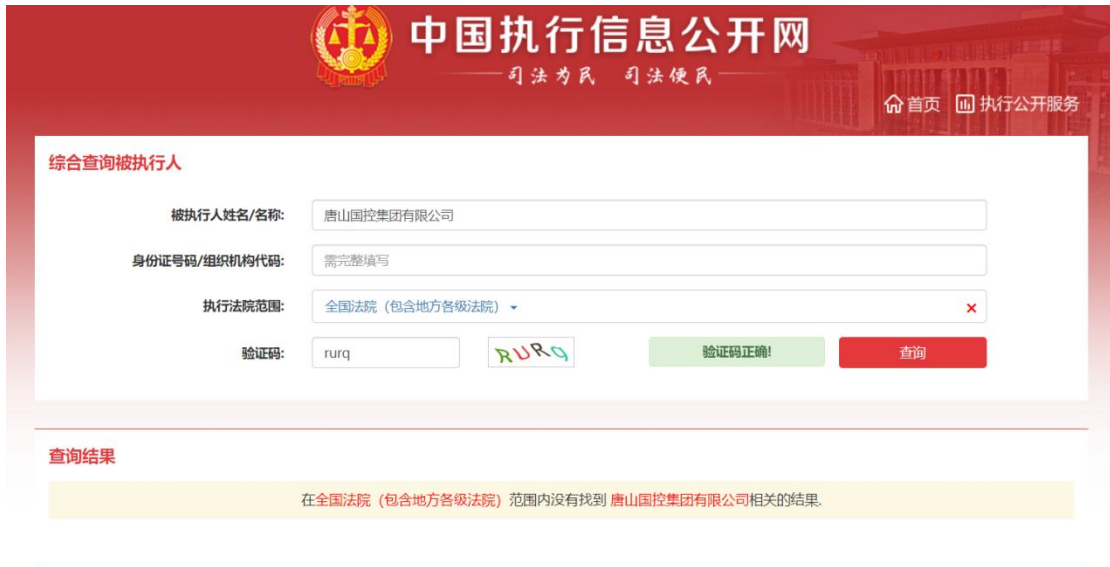 中国执行信息公开网
司法为民 司法便民
首页 执行公开服务
综合查询被执行人
被执行人姓名/名称: 唐山国控集团有限公司
身份证号码/组织机构代码: 需完整填写
执行法院范围: 全国法院（包含地方各级法院）
验证码: rurq RURq 验证码正确! 查询
查询结果
在全国法院（包含地方各级法院）范围内没有找到 唐山国控集团有限公司相关的结果.